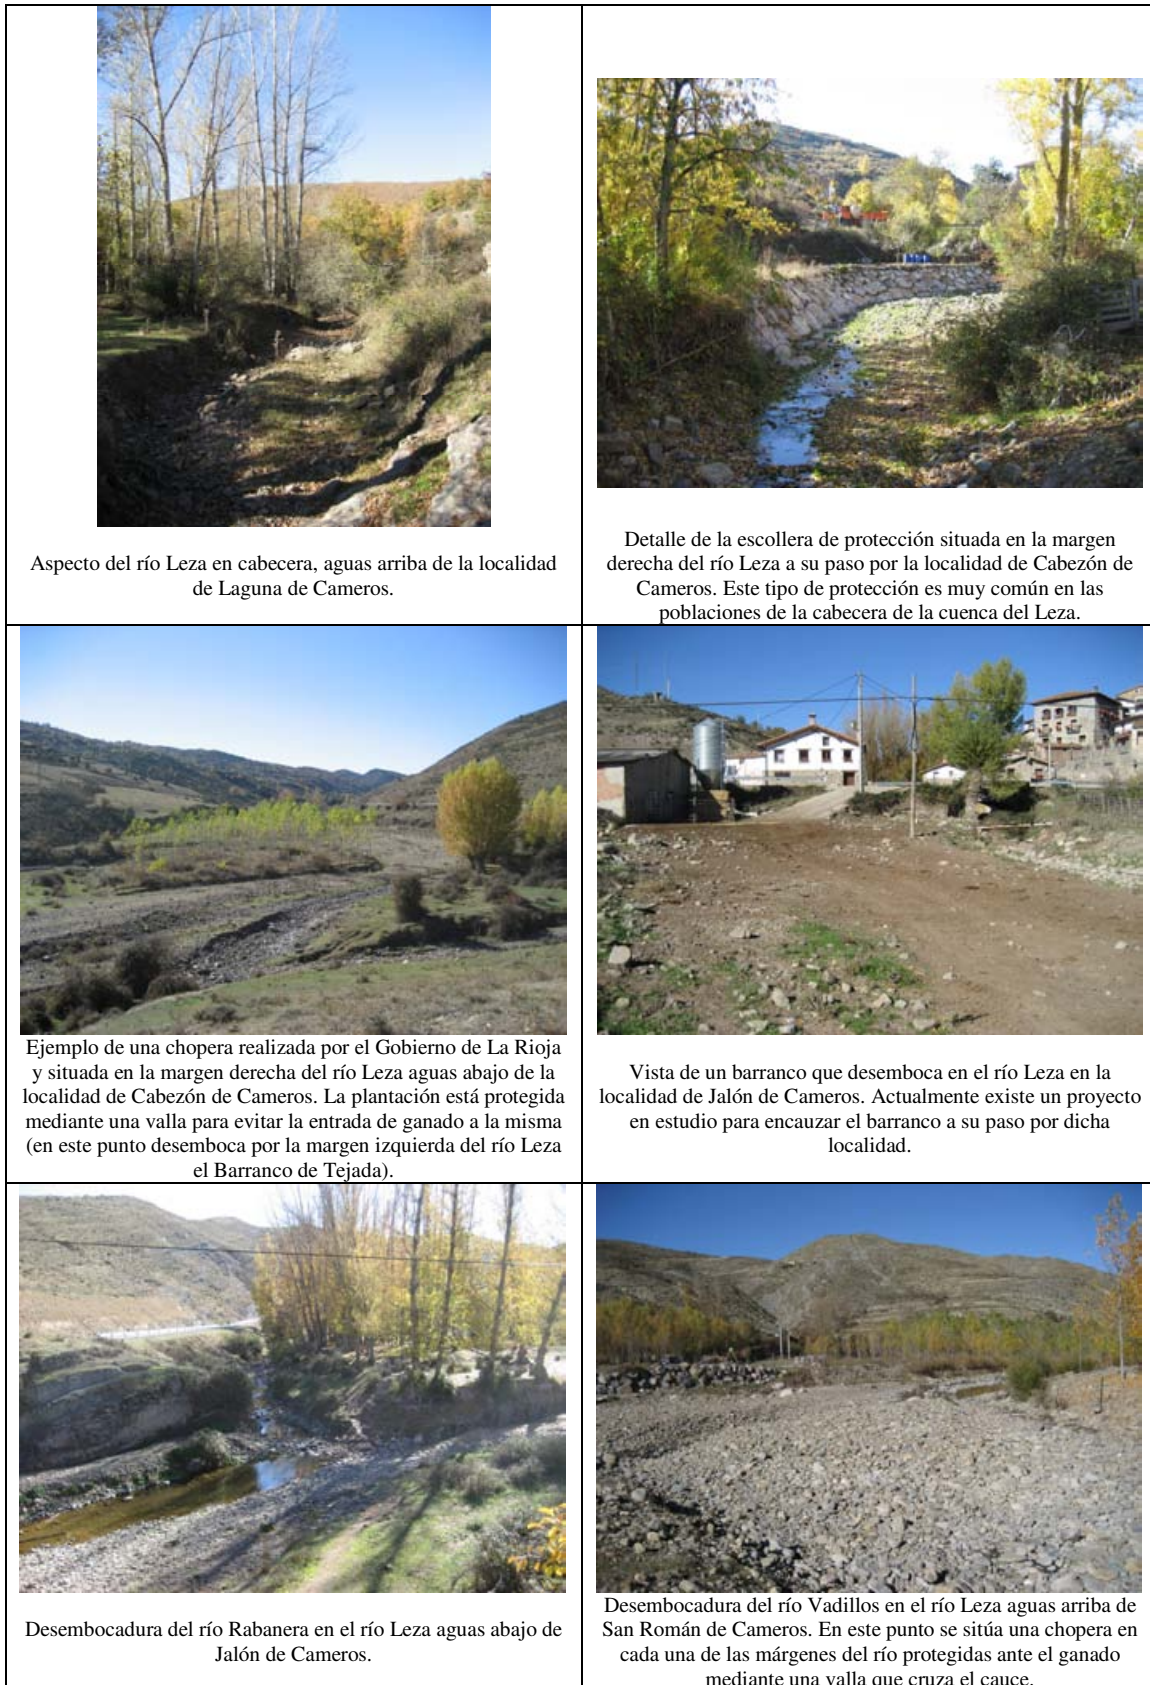 Aspecto del río Leza en cabecera, aguas arriba de la localidad
de Laguna de Cameros.
Detalle de la escollera de protección situada en la margen
derecha del río Leza a su paso por la localidad de Cabezón de
Cameros. Este tipo de protección es muy común en las
poblaciones de la cabecera de la cuenca del Leza.
Ejemplo de una chopera realizada por el Gobierno de La Rioja
y situada en la margen derecha del río Leza aguas abajo de la
localidad de Cabezón de Cameros. La plantación está protegida
mediante una valla para evitar la entrada de ganado a la misma
(en este punto desemboca por la margen izquierda del río Leza
el Barranco de Tejada).
Vista de un barranco que desemboca en el río Leza en la
localidad de Jalón de Cameros. Actualmente existe un proyecto
en estudio para encauzar el barranco a su paso por dicha
localidad.
Desembocadura del río Rabanera en el río Leza aguas abajo de
Jalón de Cameros.
Desembocadura del río Vadillos en el río Leza aguas arriba de
San Román de Cameros. En este punto se sitúa una chopera en
cada una de las márgenes del río protegidas ante el ganado
mediante una valla que cruza el cauce.